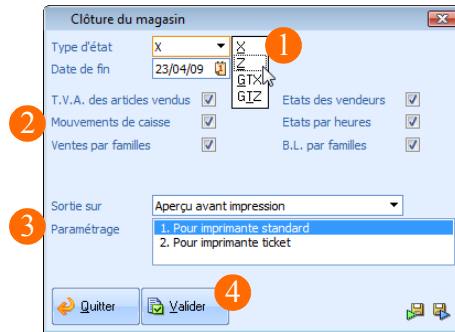 Clôture du magasin
Type d'état X X 1
Z
Date de fin 23/04/09 GTX
GTZ
T.V.A. des articles vendus Etats des vendeurs
2 Mouvements de caisse Etats par heures
Ventes par familles B.L. par familles
Sortie sur Aperçu avant impression
3 Paramétrage 1. Pour imprimante standard
2. Pour imprimante ticket
4
Quitter Valider